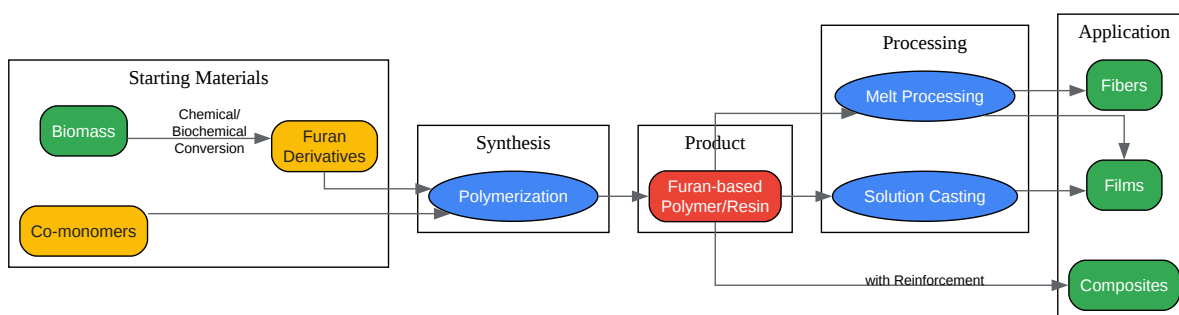 Starting Materials
Biomass
Chemical/
Biochemical
Conversion
Furan
Derivatives
Co-monomers
Synthesis
Polymerization
Product
Furan-based
Polymer/Resin
with Reinforcement
Processing
Melt Processing
Solution Casting
Application
Fibers
Films
Composites